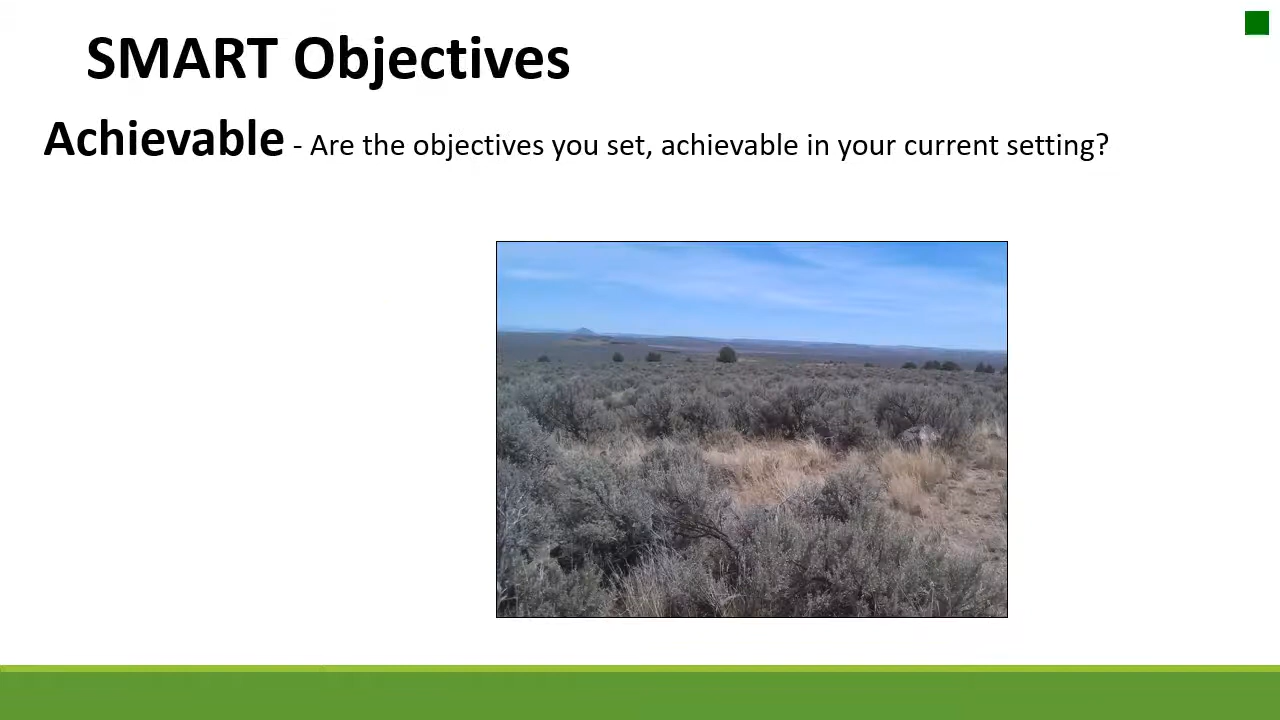 SMART Objectives
Achievable - Are the objectives you set, achievable in your current setting?